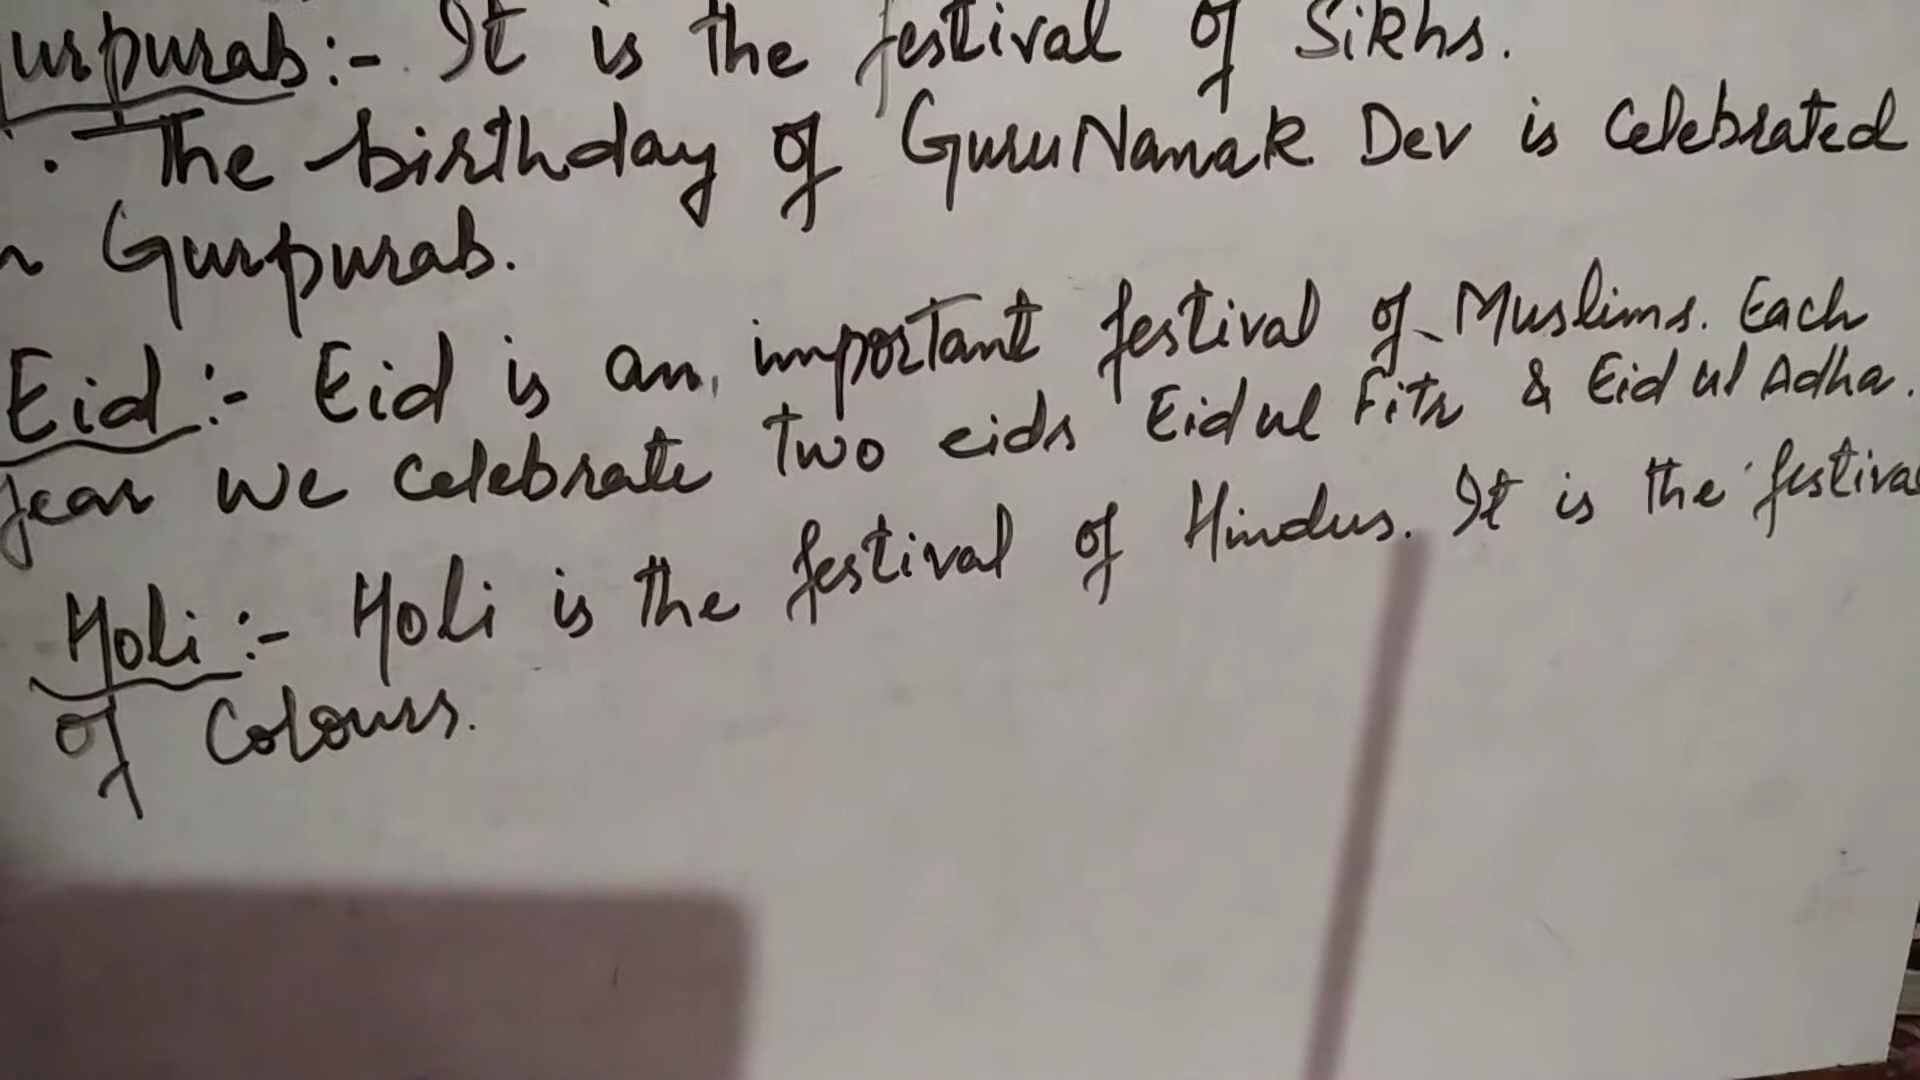 urpurab:- It is the festival of Sikhs.
. The birthday of Guru Nanak Dev is Celebrated
n Gurpurab.
Eid:- Eid is an important festival of Muslims. Each
year we celebrate two eids Eid ul Fitr & Eid ul Adha.
Holi:- Holi is the festival of Hindus. It is the festival
of Colours.